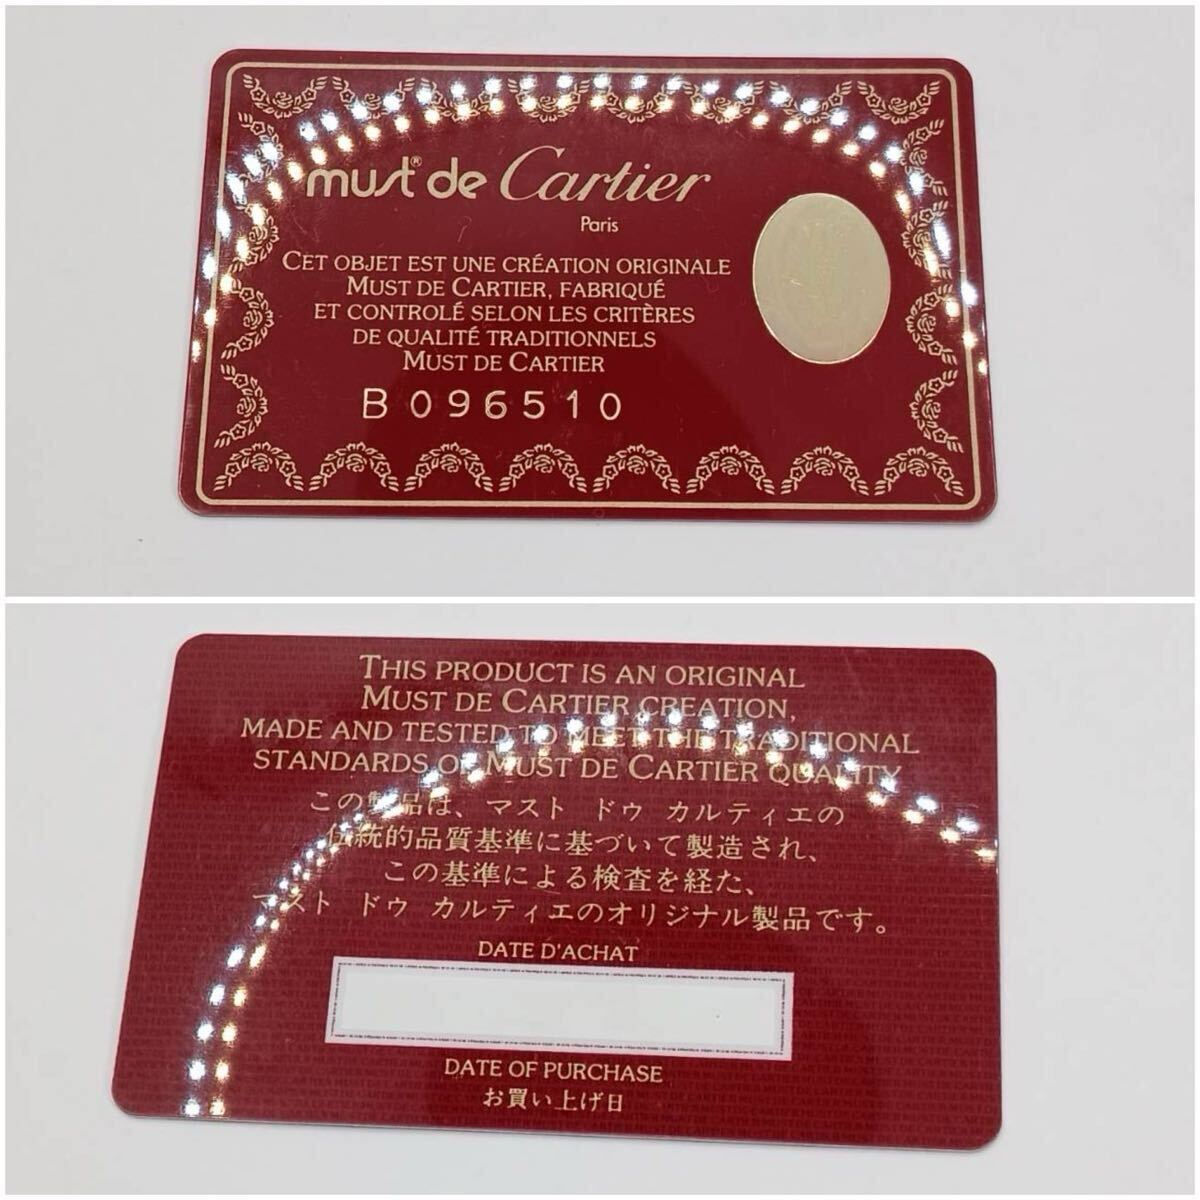 must® de Cartier
Paris
CET OBJET EST UNE CRÉATION ORIGINALE
MUST DE CARTIER, FABRIQUÉ
ET CONTROLÉ SELON LES CRITÈRES
DE QUALITÉ TRADITIONNELS
MUST DE CARTIER
B096510
THIS PRODUCT IS AN ORIGINAL
MUST DE CARTIER CREATION,
MADE AND TESTED TO MEET THE TRADITIONAL
STANDARDS OF MUST DE CARTIER QUALITY
この製品は、マスト ドゥ カルティエの
伝統的品質基準に基づいて製造され、
この基準による検査を経た、
マスト ドゥ カルティエのオリジナル製品です。
DATE D'ACHAT
DATE OF PURCHASE
お買い上げ日